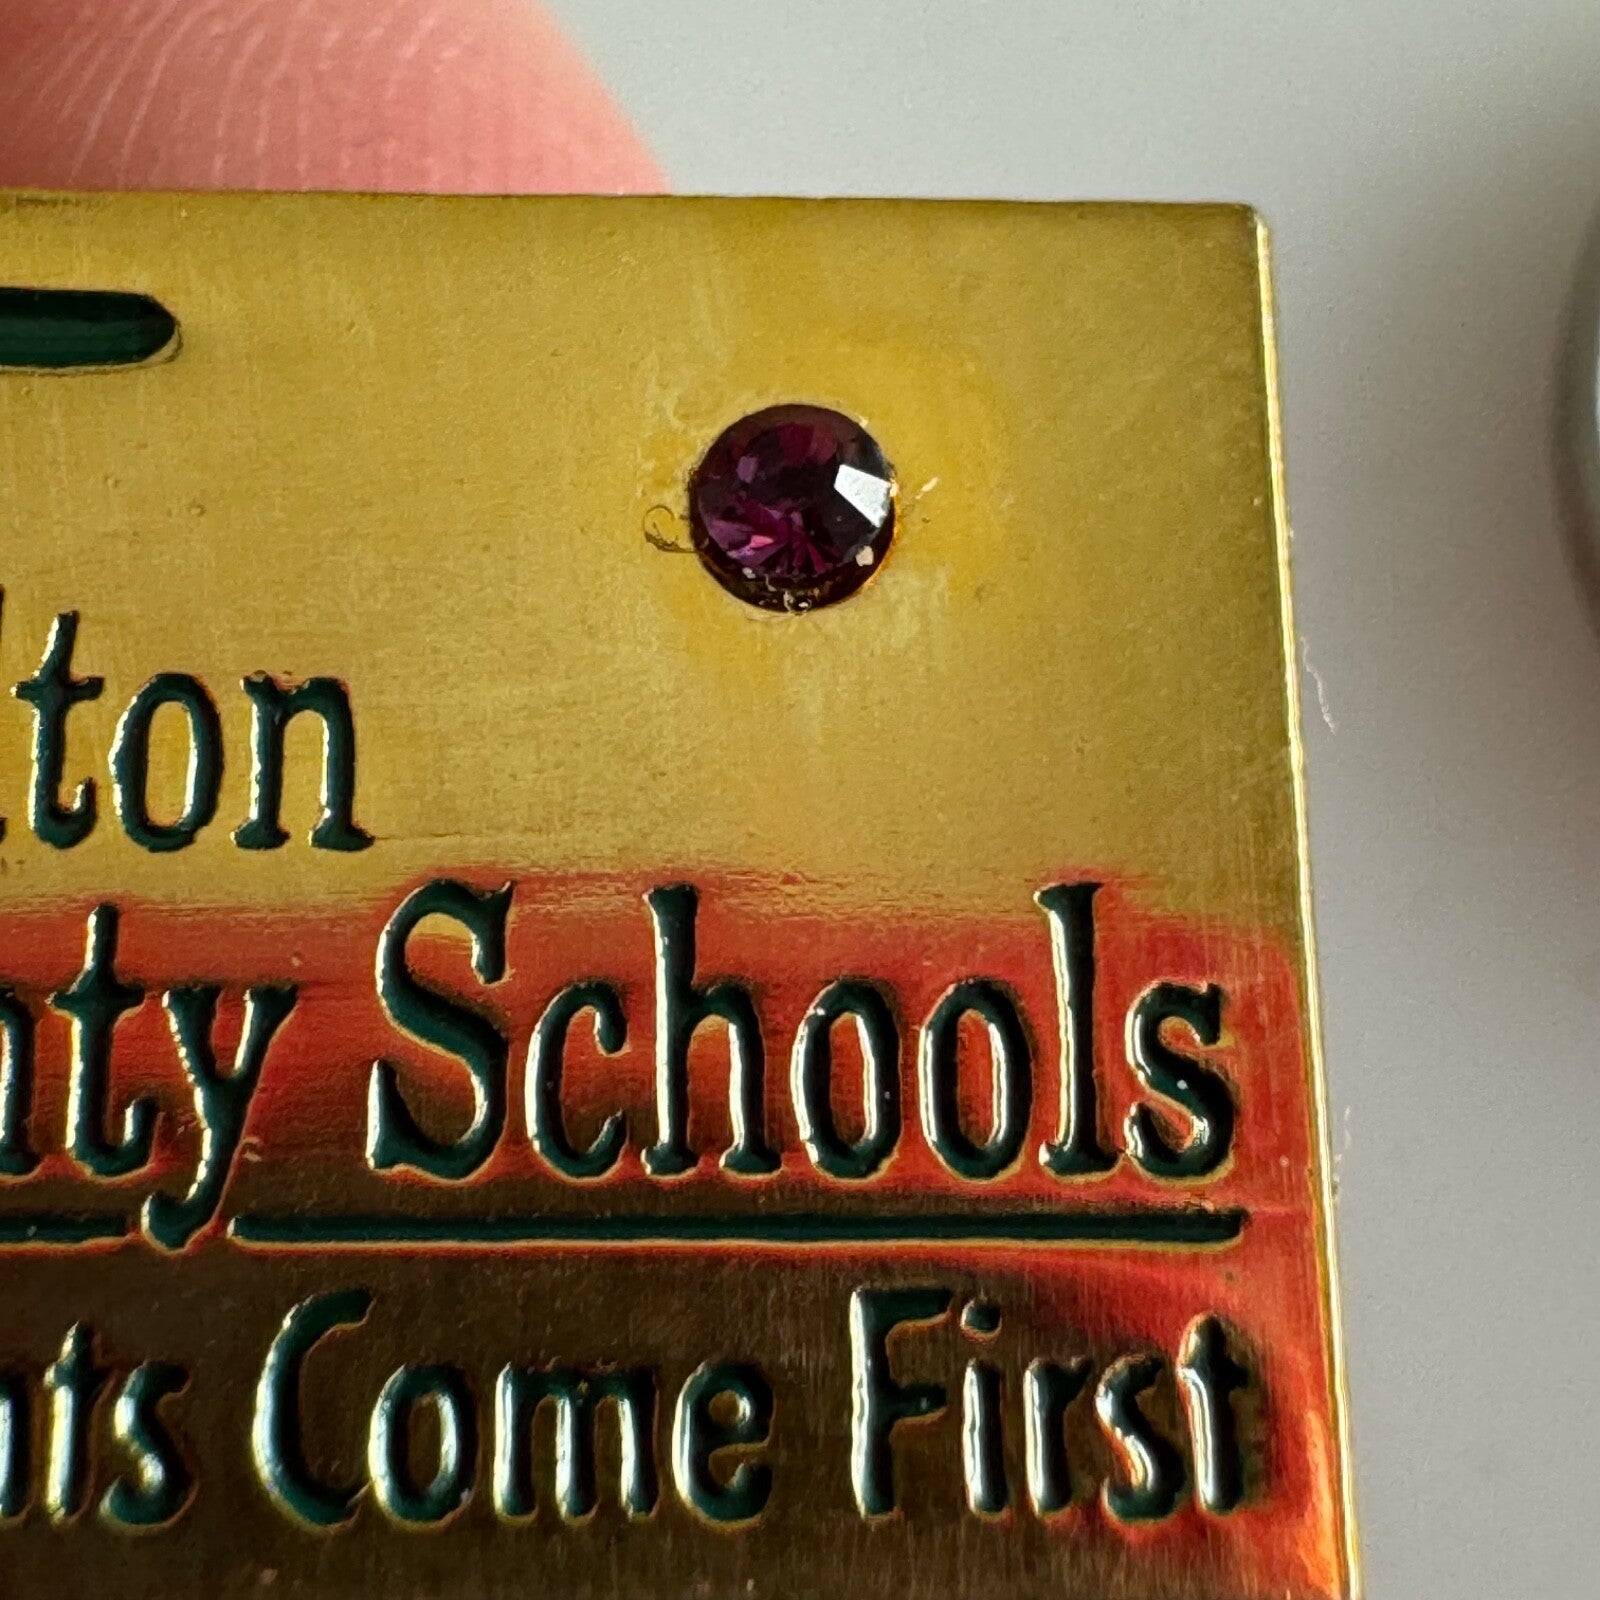 lton
nty Schools
nts Come First